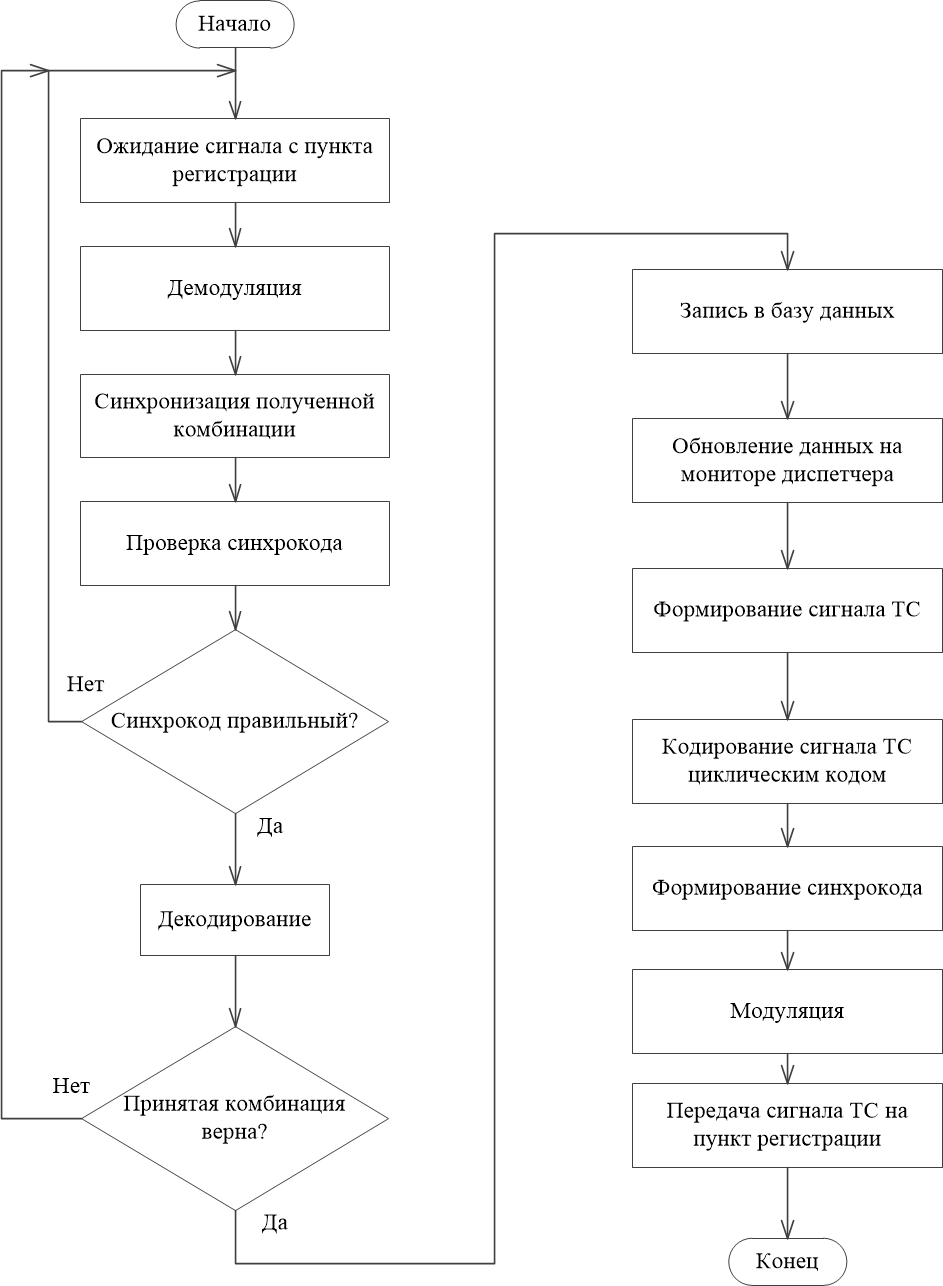 Начало
Ожидание сигнала с пункта
регистрации
Демодуляция
Синхронизация полученной
комбинации
Проверка синхрокода
Нет
Синхрокод правильный?
Да
Декодирование
Нет
Принятая комбинация
верна?
Да
Запись в базу данных
Обновление данных на
мониторе диспетчера
Формирование сигнала ТС
Кодирование сигнала ТС
циклическим кодом
Формирование синхрокода
Модуляция
Передача сигнала ТС на
пункт регистрации
Конец